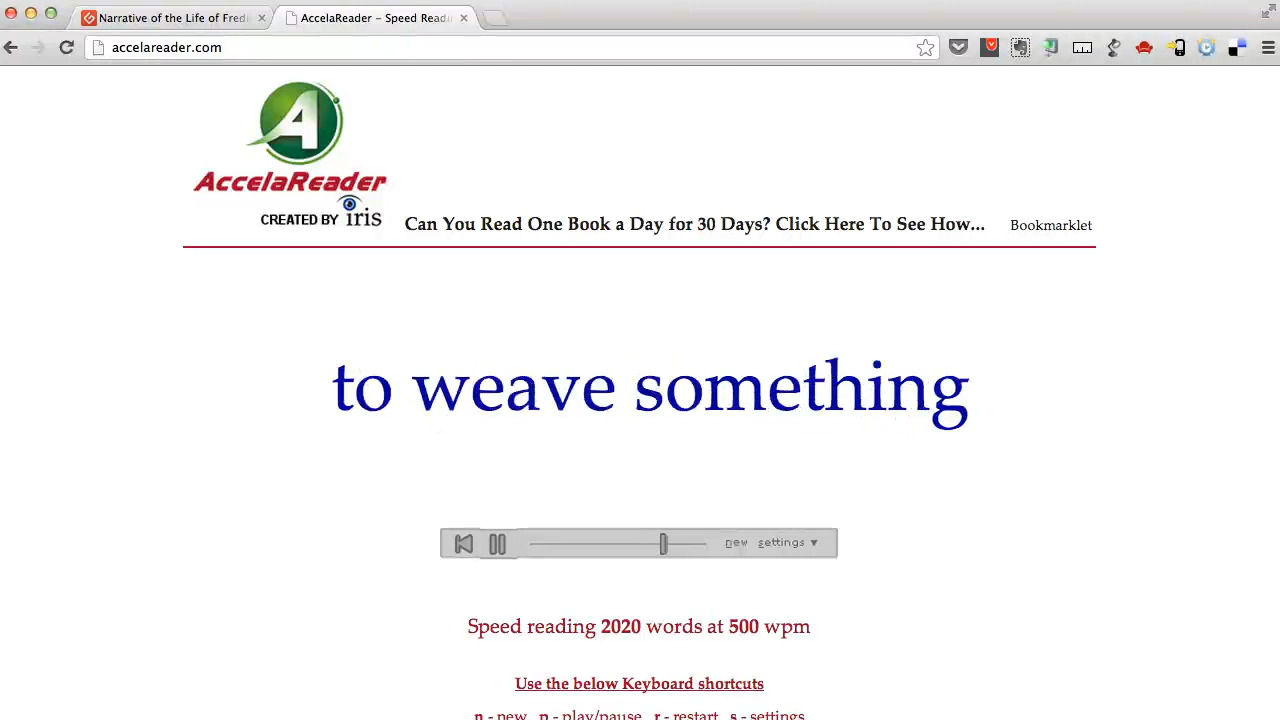 Narrative of the Life of Fred
AccelaReader – Speed Readi
accelareader.com
A
AccelaReader
CREATED BY iris
Can You Read One Book a Day for 30 Days? Click Here To See How...
Bookmarklet
to weave something
new settings ▼
Speed reading 2020 words at 500 wpm
Use the below Keyboard shortcuts
n - new p - play/pause r - restart s - settings